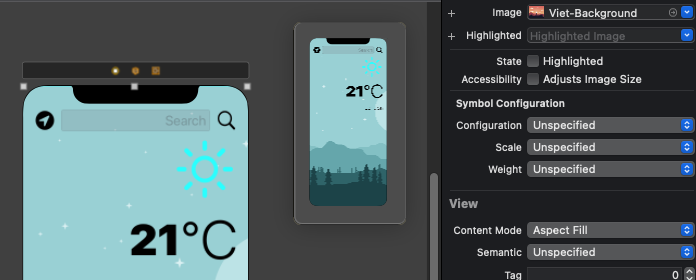 Image Viet-Background
Highlighted Highlighted Image
State Highlighted
Accessibility Adjusts Image Size
Symbol Configuration
Configuration Unspecified
Scale Unspecified
Weight Unspecified
View
Content Mode Aspect Fill
Semantic Unspecified
Tag 0
Search
21°C
21°C